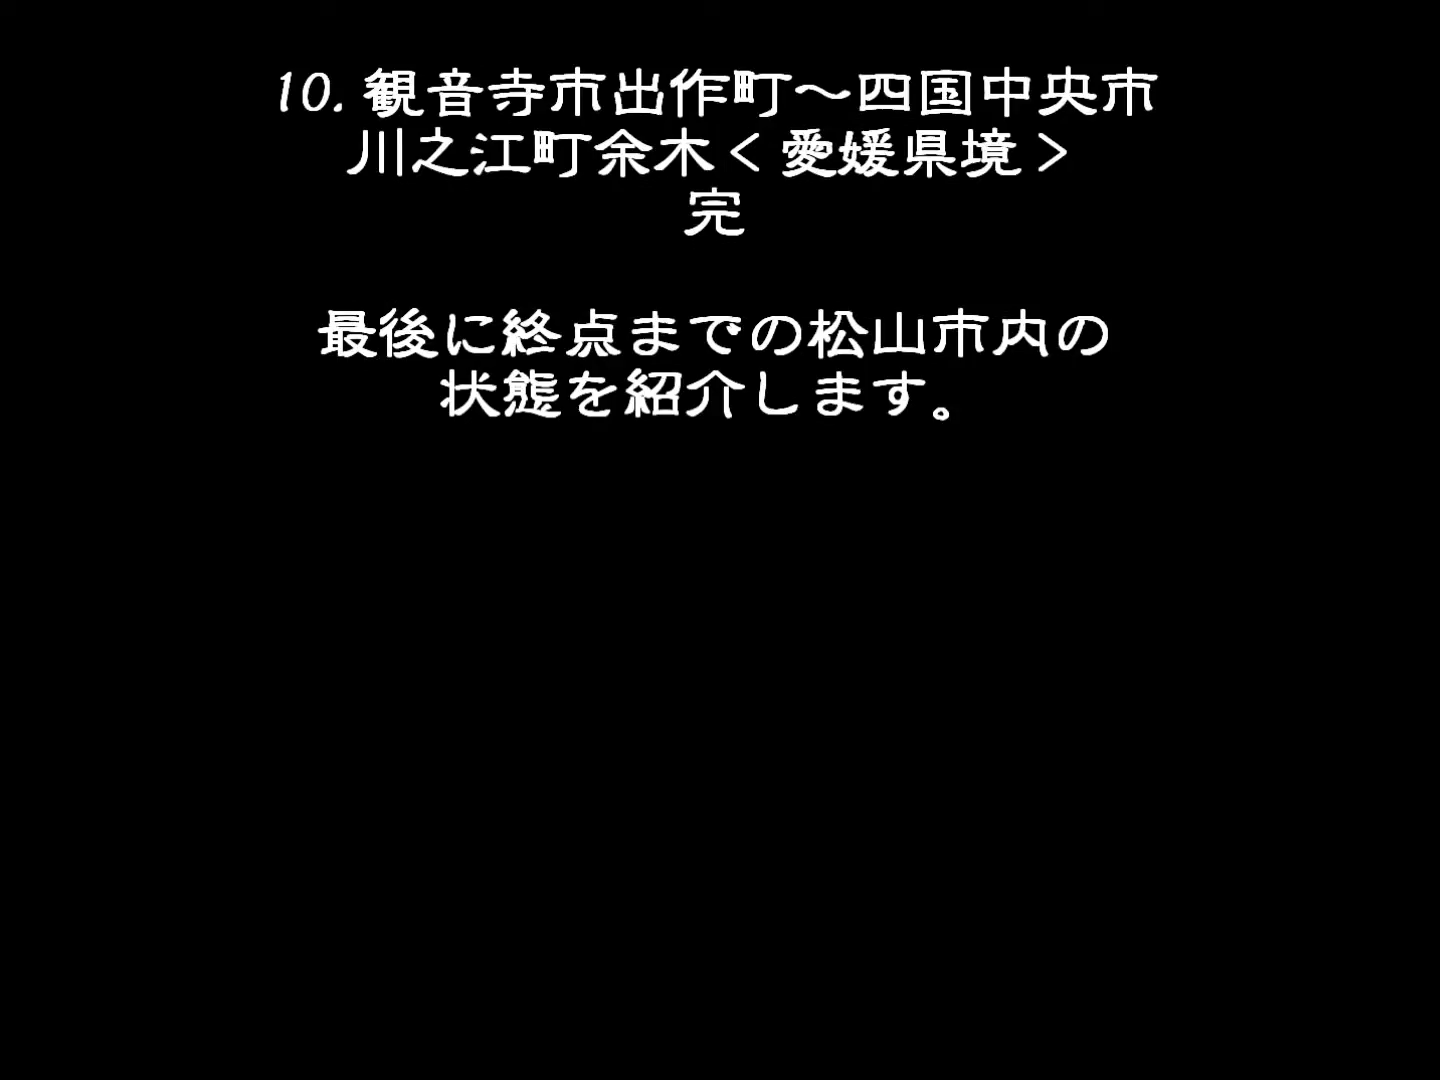 10. 観音寺市出作町～四国中央市
川之江町余木＜愛媛県境＞
完
最後に終点までの松山市内の
状態を紹介します。